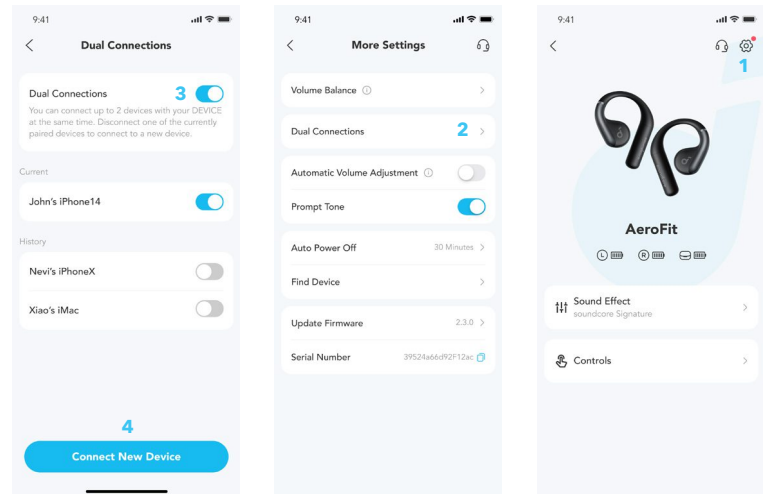 9:41
Dual Connections
Dual Connections
3
You can connect up to 2 devices with your DEVICE
at the same time. Disconnect one of the currently
paired devices to connect to a new device.
Current
John's iPhone14
History
Nevi's iPhoneX
Xiao's iMac
4
Connect New Device
9:41
More Settings
Volume Balance
Dual Connections
2
Automatic Volume Adjustment
Prompt Tone
Auto Power Off 30 Minutes
Find Device
Update Firmware 2.3.0
Serial Number 39524a66d92F12ac
9:41
1
AeroFit
L R
Sound Effect
soundcore Signature
Controls